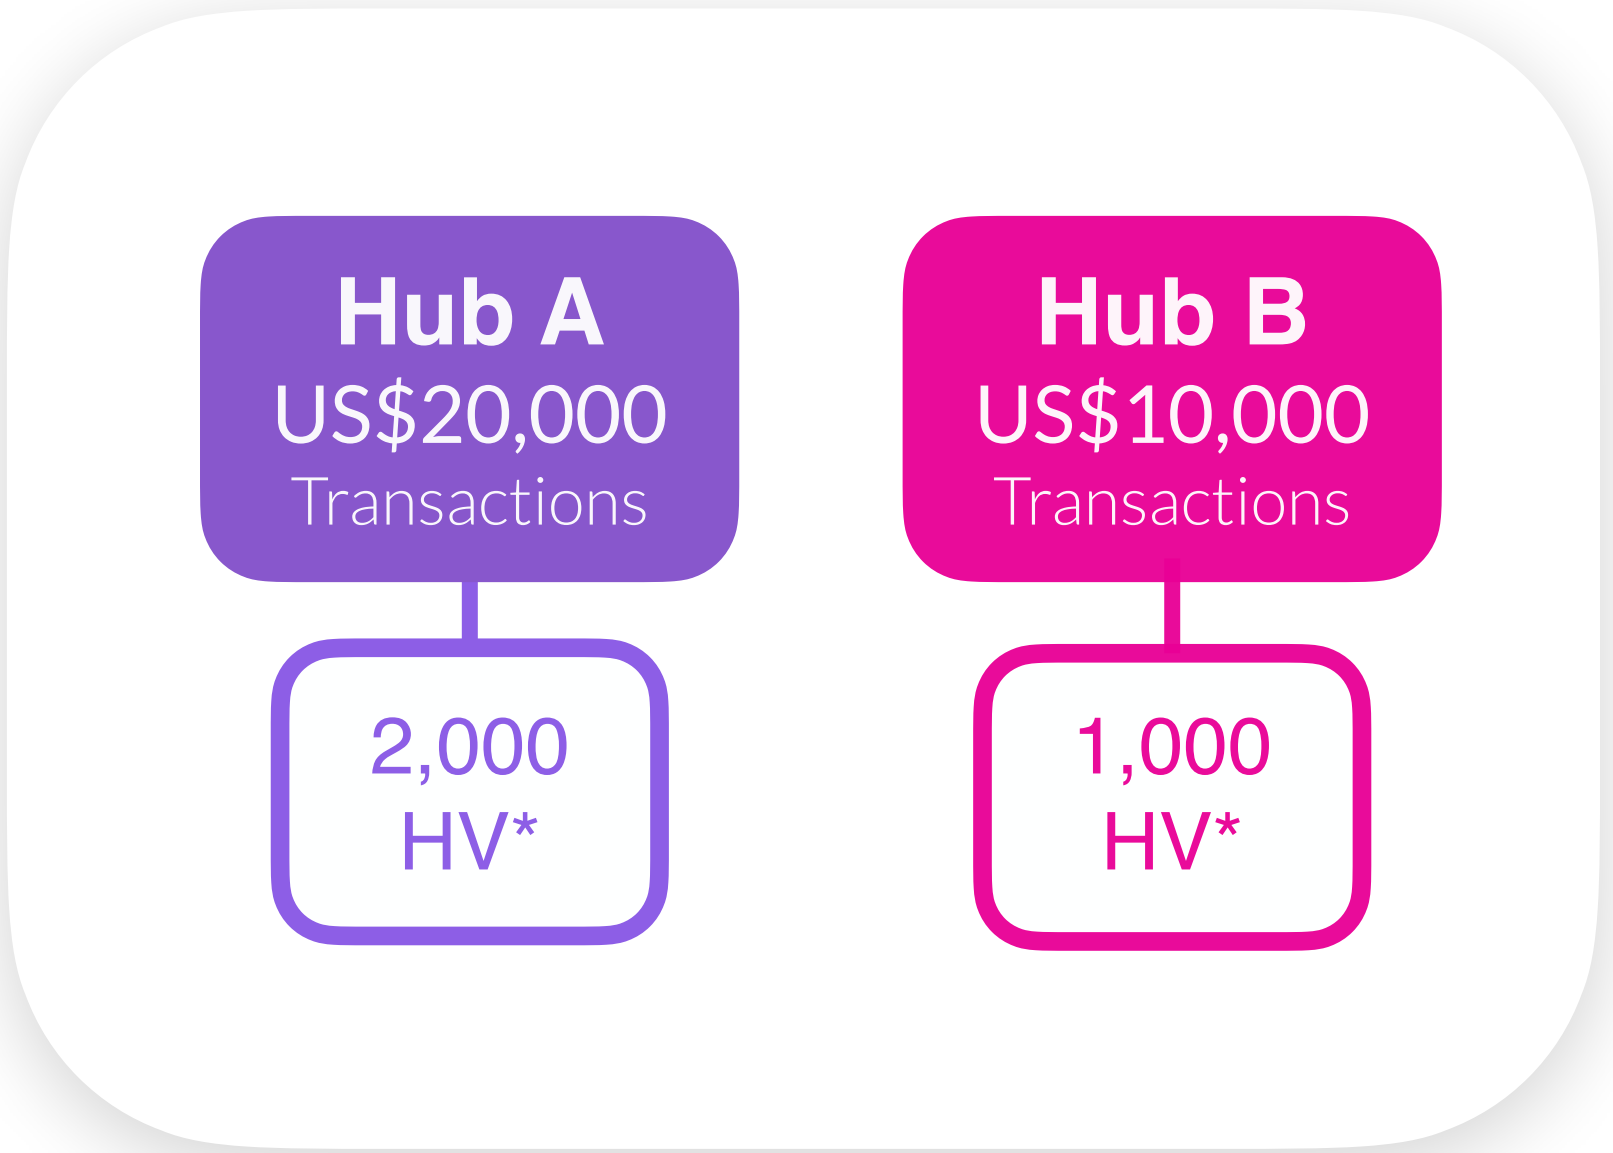 Hub A
US$20,000
Transactions
2,000
HV*
Hub B
US$10,000
Transactions
1,000
HV*